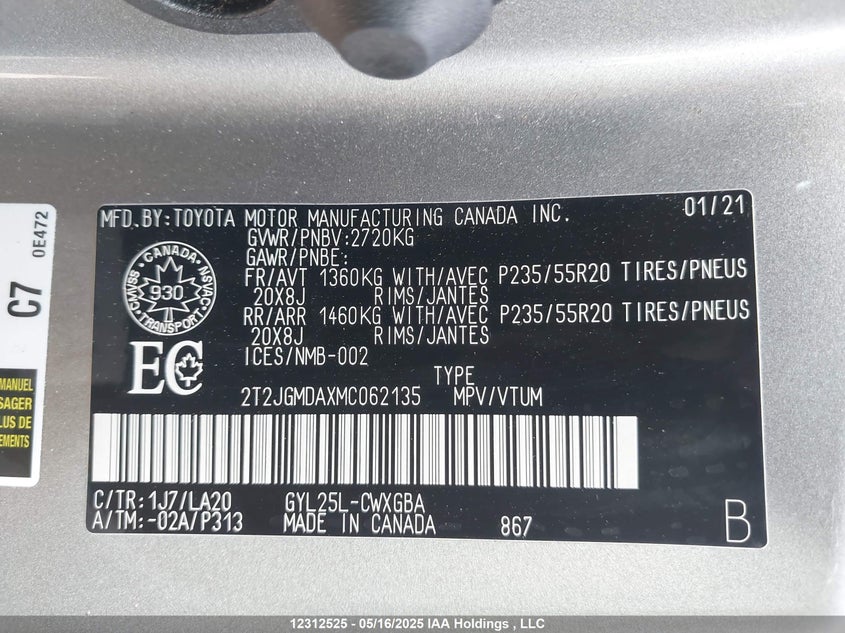 MFD.BY:TOYOTA MOTOR MANUFACTURING CANADA INC. 01/21
GVWR/PNBV:2720KG
GAWR/PNBE:
FR/AVT 1360KG WITH/AVEC P235/55R20 TIRES/PNEUS
20X8J RIMS/JANTES
RR/ARR 1460KG WITH/AVEC P235/55R20 TIRES/PNEUS
20X8J RIMS/JANTES
ICES/NMB-002
CANADA
CMVSS 930 NSVAC
TRANSPORT
EC
TYPE
2T2JGMDAXMC062135 MPV/VTUM
C/TR:1J7/LA20 GYL25L-CWXGBA
A/TM:-02A/P313 MADE IN CANADA 867 B
C7
0E472
MANUEL
SAGER
LUS DE
EMENTS
12312525 - 05/16/2025 IAA Holdings , LLC